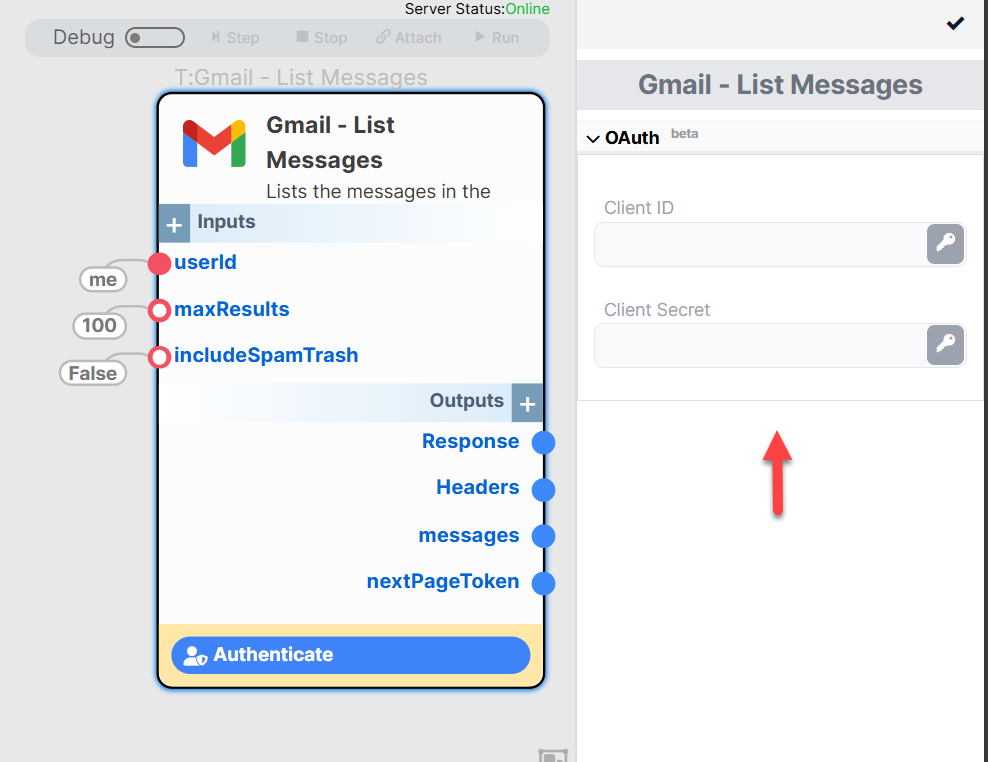 Server Status:Online
Debug
Step
Stop
Attach
Run
T:Gmail - List Messages
Gmail - List
Messages
Lists the messages in the
Inputs
userId
me
maxResults
100
includeSpamTrash
False
Outputs
Response
Headers
messages
nextPageToken
Authenticate
Gmail - List Messages
OAuth beta
Client ID
Client Secret